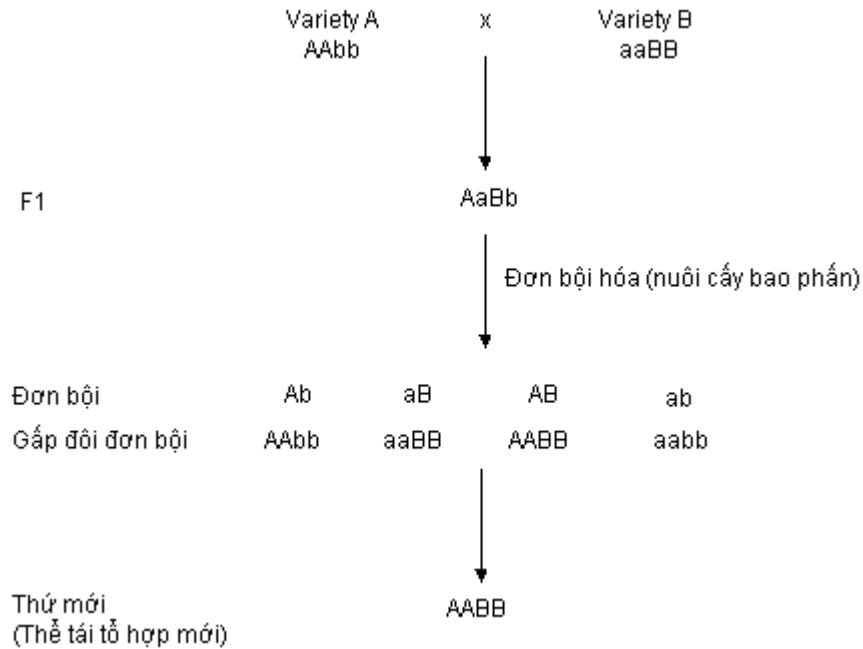 Variety A x Variety B
AAbb aaBB
F1 AaBb
Đơn bội hóa (nuôi cấy bao phấn)
Đơn bội Ab aB AB ab
Gấp đôi đơn bội AAbb aaBB AABB aabb
Thứ mới AABB
(Thể tái tổ hợp mới)